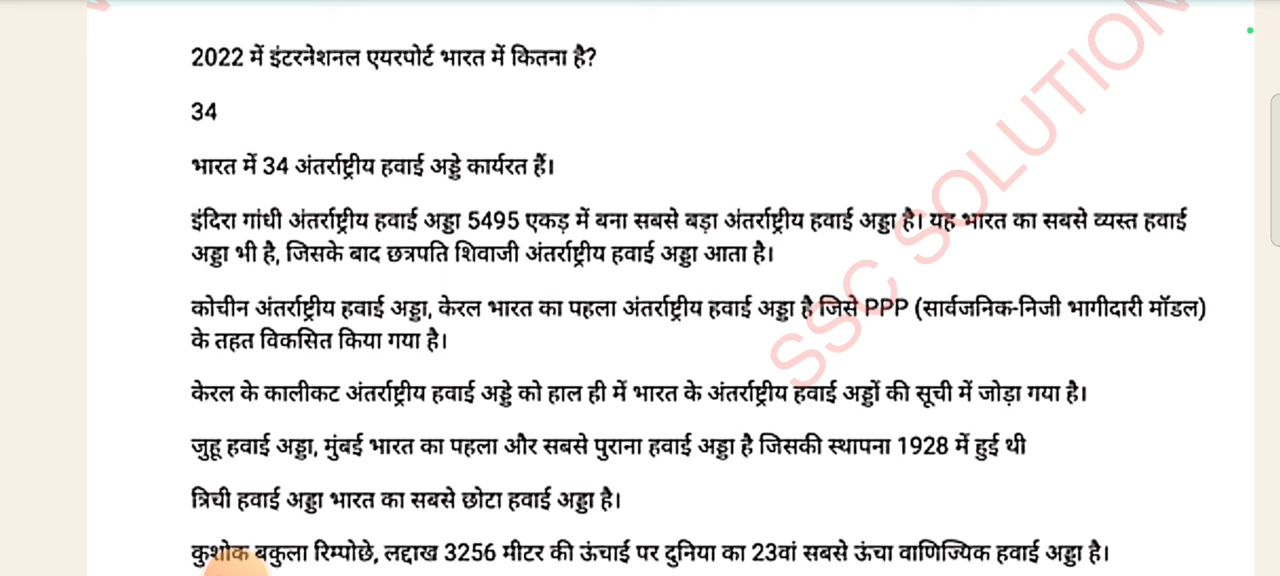 2022 में इंटरनेशनल एयरपोर्ट भारत में कितना है?
34
भारत में 34 अंतर्राष्ट्रीय हवाई अड्डे कार्यरत हैं।
इंदिरा गांधी अंतर्राष्ट्रीय हवाई अड्डा 5495 एकड़ में बना सबसे बड़ा अंतर्राष्ट्रीय हवाई अड्डा है। यह भारत का सबसे व्यस्त हवाई
अड्डा भी है, जिसके बाद छत्रपति शिवाजी अंतर्राष्ट्रीय हवाई अड्डा आता है।
कोचीन अंतर्राष्ट्रीय हवाई अड्डा, केरल भारत का पहला अंतर्राष्ट्रीय हवाई अड्डा है जिसे PPP (सार्वजनिक-निजी भागीदारी मॉडल)
के तहत विकसित किया गया है।
केरल के कालीकट अंतर्राष्ट्रीय हवाई अड्डे को हाल ही में भारत के अंतर्राष्ट्रीय हवाई अड्डों की सूची में जोड़ा गया है।
जुहू हवाई अड्डा, मुंबई भारत का पहला और सबसे पुराना हवाई अड्डा है जिसकी स्थापना 1928 में हुई थी
त्रिची हवाई अड्डा भारत का सबसे छोटा हवाई अड्डा है।
कुशोक बकुला रिम्पोछे, लद्दाख 3256 मीटर की ऊंचाई पर दुनिया का 23वां सबसे ऊंचा वाणिज्यिक हवाई अड्डा है।
SSC SOLUTION